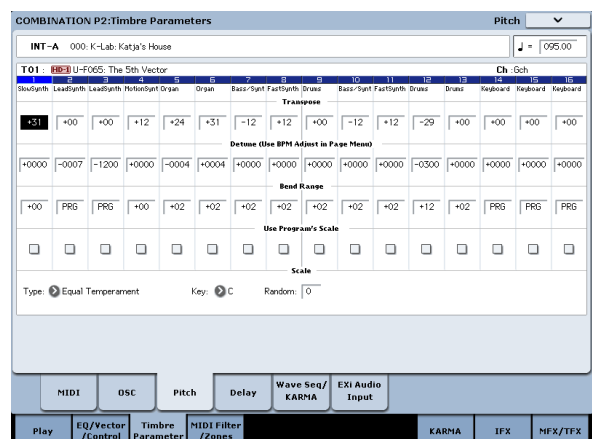 COMBINATION P2:Timbre Parameters Pitch
INT-A 000: K-Lab: Katja's House ♩ = 095.00
T01 : HD-1 U-F065: The 5th Vector Ch :Gch
1 2 3 4 5 6 7 8 9 10 11 12 13 14 15 16
SlowSynth LeadSynth LeadSynth MotionSynt Organ Organ Bass/Synt FastSynth Drums Bass/Synt FastSynth Drums Drums Keyboard Keyboard Keyboard
Transpose
+31 +00 +00 +12 +24 +31 -12 +12 +00 -12 +12 -29 +00 +00 +00 +00
Detune (Use BPM Adjust in Page Menu)
+0000 -0007 -1200 +0000 -0004 +0004 +0000 +0000 +0000 +0000 +0000 -0300 +0000 +0000 +0000 +0000
Bend Range
+00 PRG PRG +00 +02 +02 +02 +02 +02 +02 +02 +12 +02 PRG PRG PRG
Use Program's Scale
Scale
Type: Equal Temperament Key: C Random: 0
MIDI OSC Pitch Delay Wave Seq/ EXi Audio
KARMA Input
Play EQ/Vector Timbre MIDI Filter KARMA IFX MFX/TFX
/Control Parameter /Zones